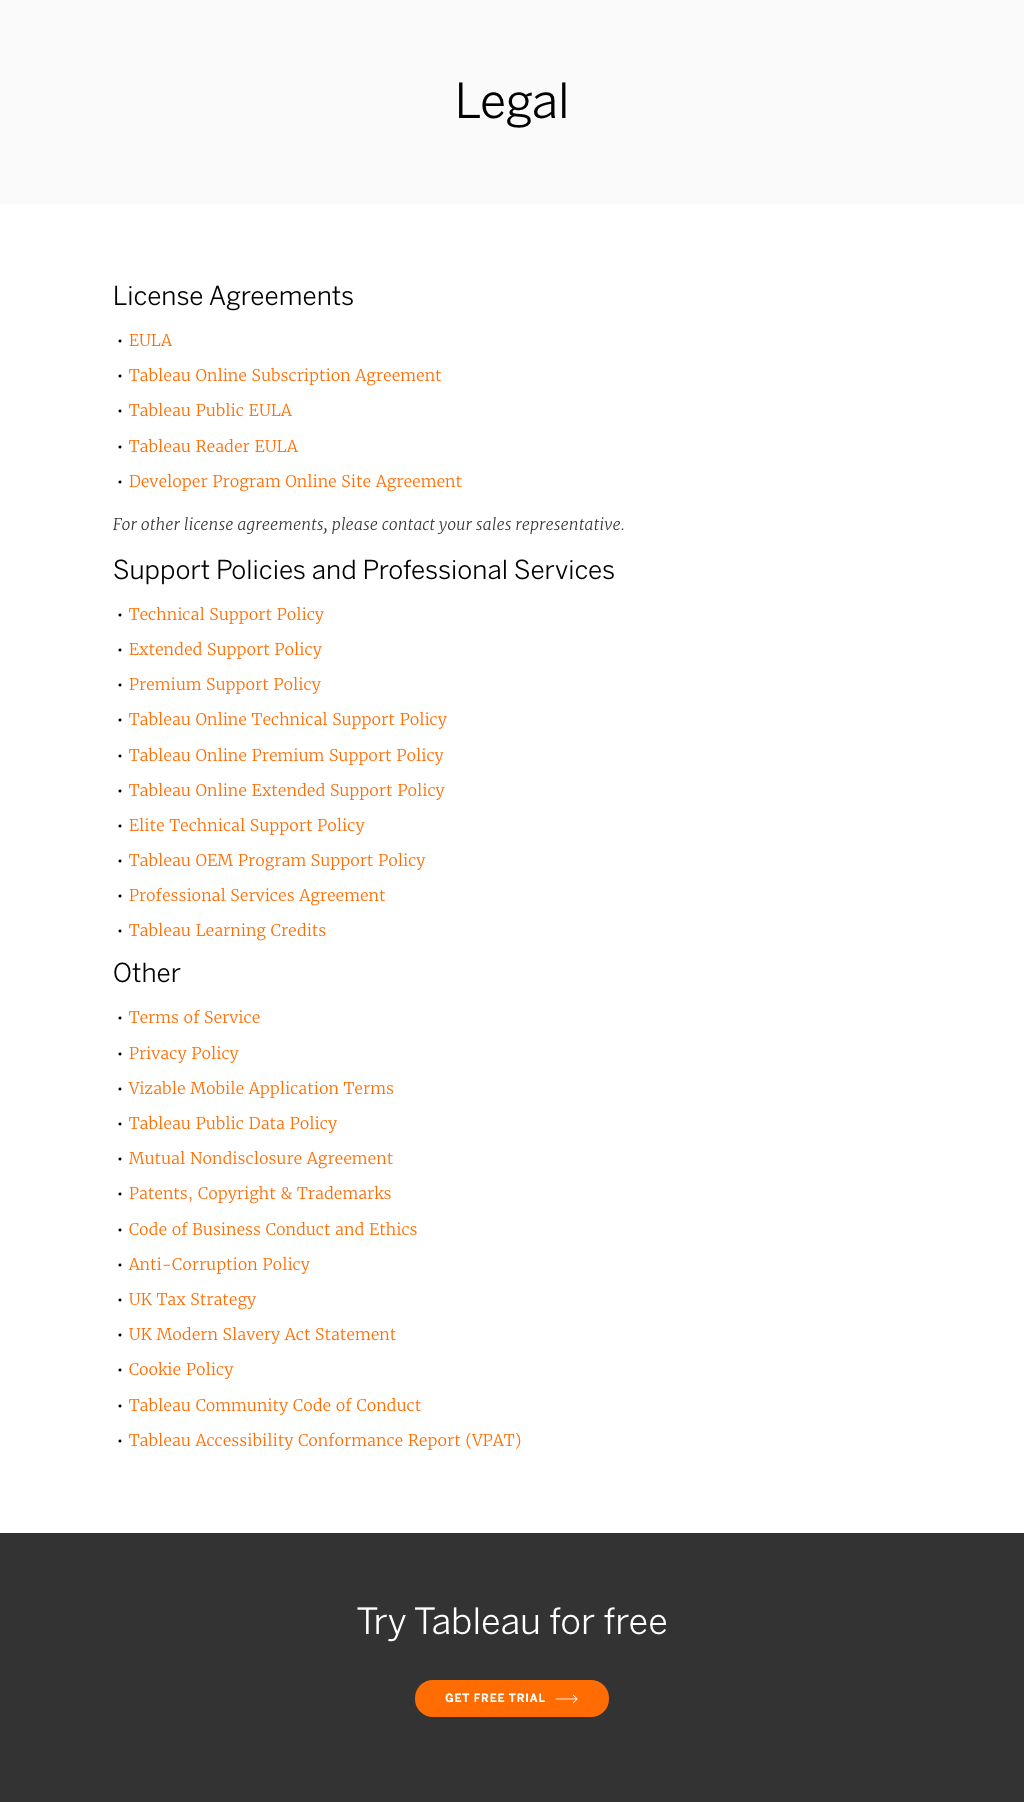 Legal
License Agreements
• EULA
• Tableau Online Subscription Agreement
• Tableau Public EULA
• Tableau Reader EULA
• Developer Program Online Site Agreement
For other license agreements, please contact your sales representative.
Support Policies and Professional Services
• Technical Support Policy
• Extended Support Policy
• Premium Support Policy
• Tableau Online Technical Support Policy
• Tableau Online Premium Support Policy
• Tableau Online Extended Support Policy
• Elite Technical Support Policy
• Tableau OEM Program Support Policy
• Professional Services Agreement
• Tableau Learning Credits
Other
• Terms of Service
• Privacy Policy
• Vizable Mobile Application Terms
• Tableau Public Data Policy
• Mutual Nondisclosure Agreement
• Patents, Copyright & Trademarks
• Code of Business Conduct and Ethics
• Anti-Corruption Policy
• UK Tax Strategy
• UK Modern Slavery Act Statement
• Cookie Policy
• Tableau Community Code of Conduct
• Tableau Accessibility Conformance Report (VPAT)
Try Tableau for free
GET FREE TRIAL